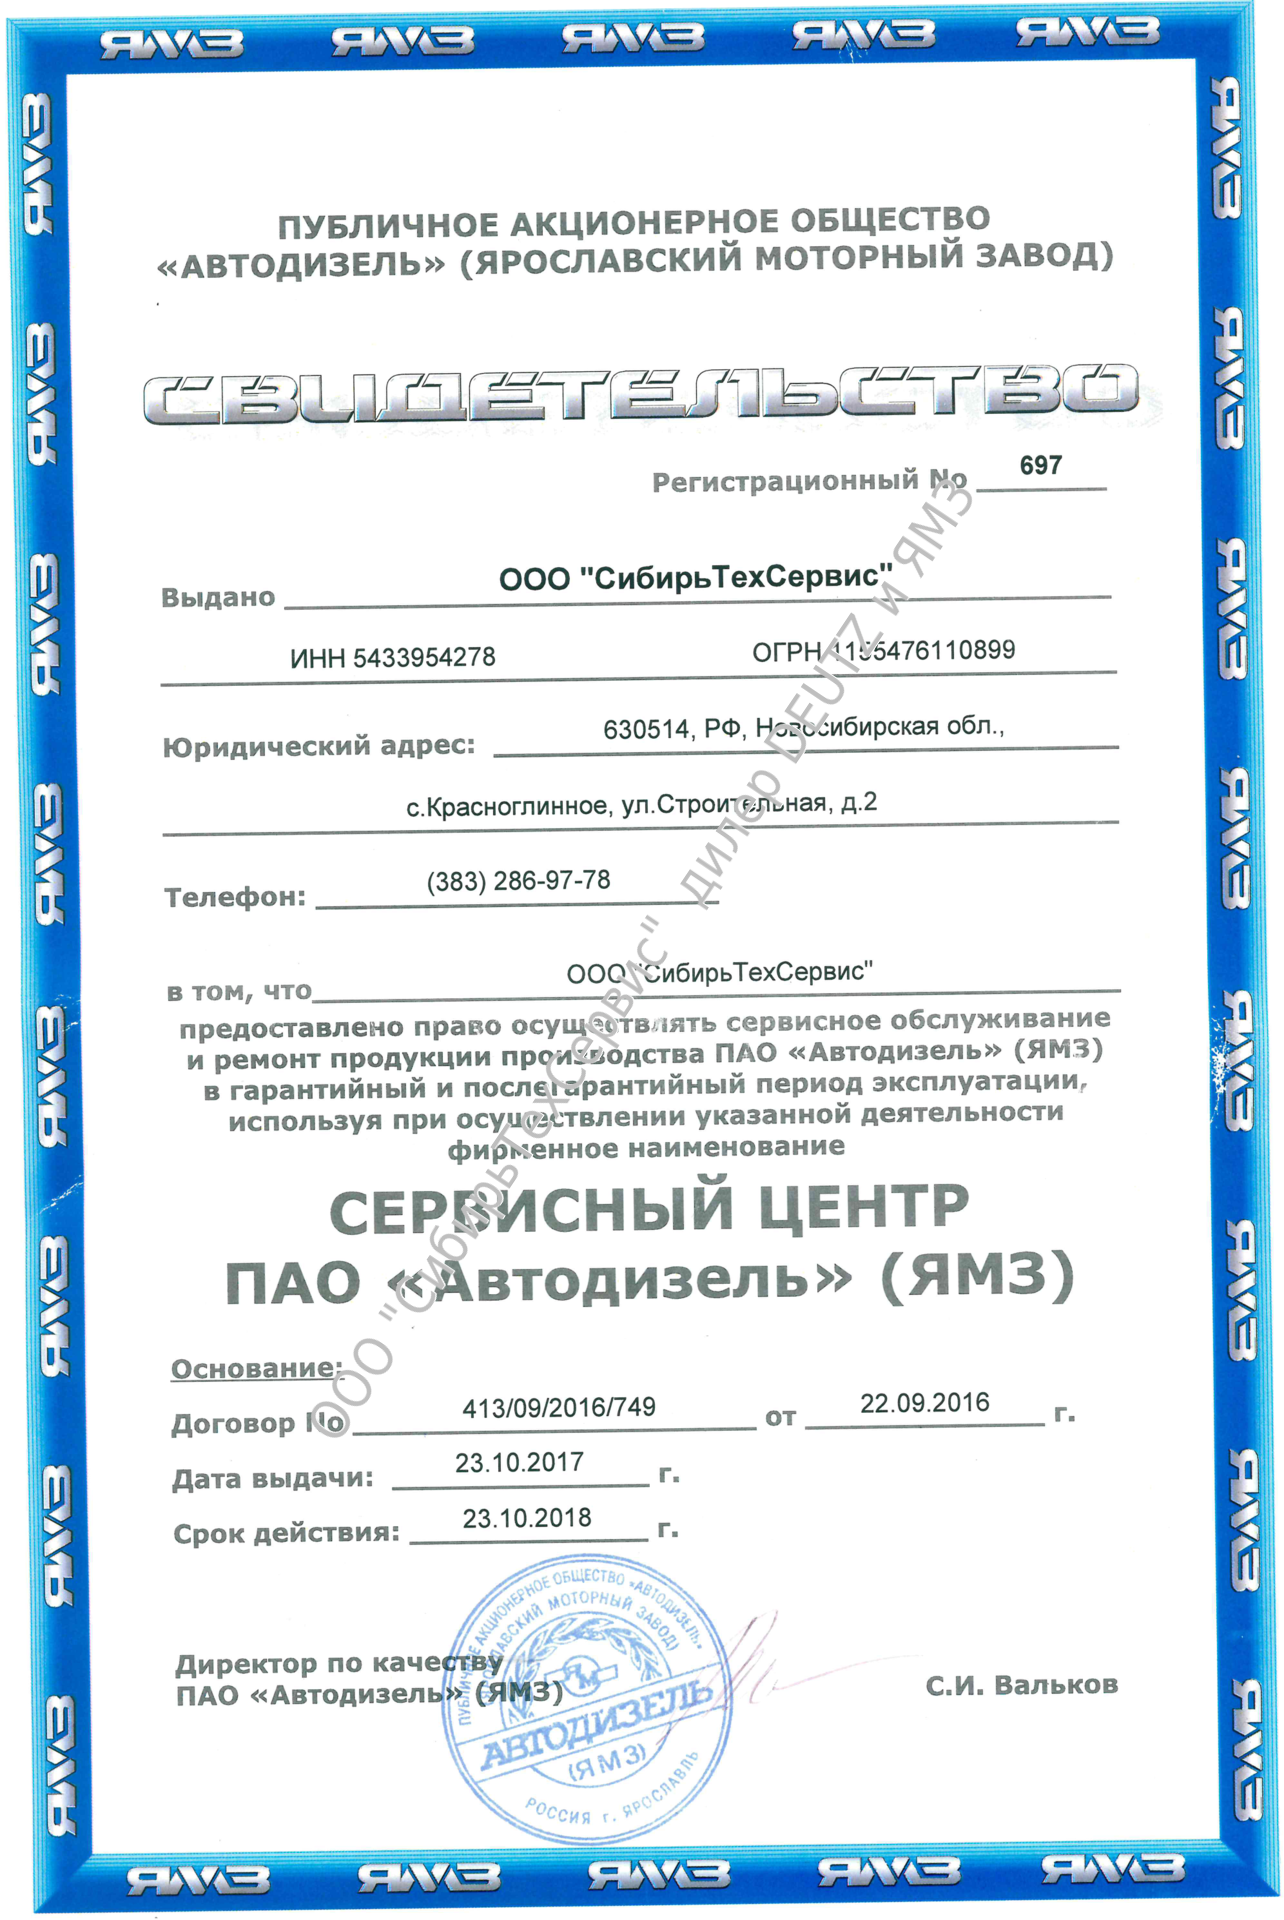 ЯМЗ ЯМЗ ЯМЗ ЯМЗ ЯМЗ
ПУБЛИЧНОЕ АКЦИОНЕРНОЕ ОБЩЕСТВО
«АВТОДИЗЕЛЬ» (ЯРОСЛАВСКИЙ МОТОРНЫЙ ЗАВОД)
СВИДЕТЕЛЬСТВО
Регистрационный No 697
Выдано ООО "СибирьТехСервис"
ИНН 5433954278 ОГРН 1155476110899
Юридический адрес: 630514, РФ, Новосибирская обл.,
с.Красноглинное, ул.Строительная, д.2
Телефон: (383) 286-97-78
в том, что ООО "СибирьТехСервис"
предоставлено право осуществлять сервисное обслуживание
и ремонт продукции производства ПАО «Автодизель» (ЯМЗ)
в гарантийный и послегарантийный период эксплуатации,
используя при осуществлении указанной деятельности
фирменное наименование
СЕРВИСНЫЙ ЦЕНТР
ПАО «Автодизель» (ЯМЗ)
Основание:
Договор No 413/09/2016/749 от 22.09.2016 г.
Дата выдачи: 23.10.2017 г.
Срок действия: 23.10.2018 г.
Директор по качеству
ПАО «Автодизель» (ЯМЗ)
С.И. Вальков
ПУБЛИЧНОЕ АКЦИОНЕРНОЕ ОБЩЕСТВО «АВТОДИЗЕЛЬ»
(ЯРОСЛАВСКИЙ МОТОРНЫЙ ЗАВОД)
ЯМ
АВТОДИЗЕЛЬ
(ЯМЗ)
РОССИЯ г. ЯРОСЛАВЛЬ
ООО "СибирьТехСервис" дилер DEUTZ и ЯМЗ
ЯМЗ ЯМЗ ЯМЗ ЯМЗ ЯМЗ